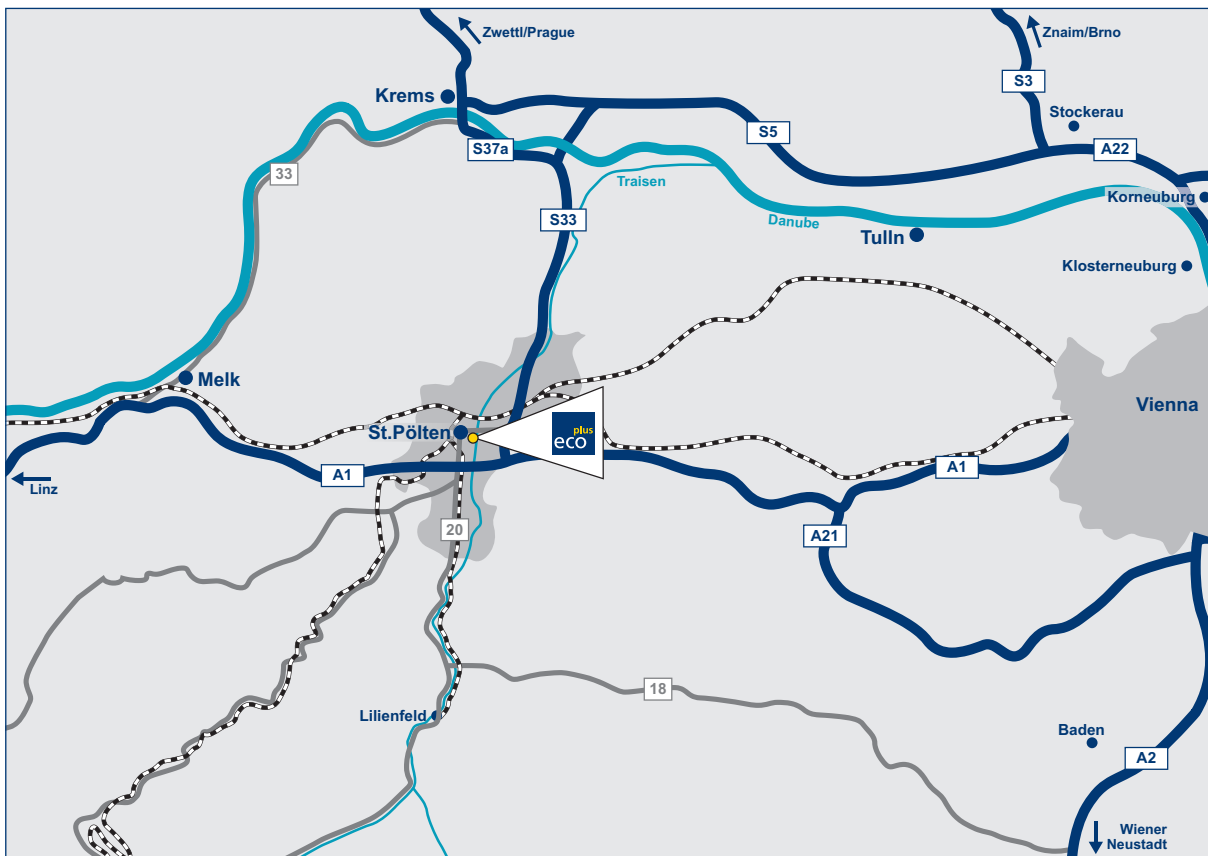 Zwettl/Prague
Znaim/Brno
S3
Krems
Stockerau
S5
S37a
A22
33
Traisen
Korneuburg
S33
Danube
Tulln
Klosterneuburg
Melk
Vienna
St.Pölten
plus
eco
A1
A1
Linz
20
A21
18
Lilienfeld
Baden
A2
Wiener
Neustadt